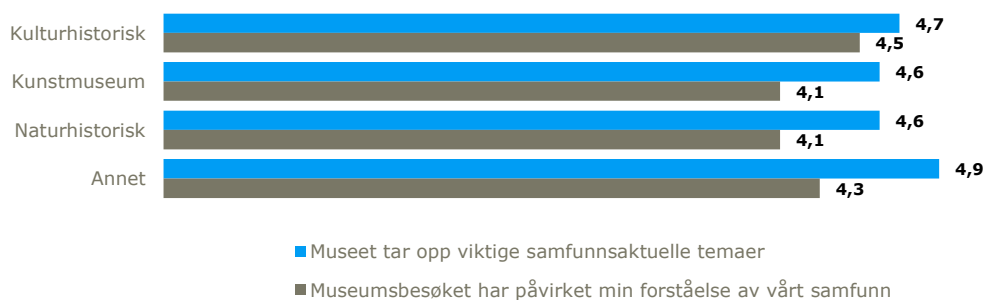 Kulturhistorisk
4,7
4,5
Kunstmuseum
4,6
4,1
Naturhistorisk
4,6
4,1
Annet
4,9
4,3
Museet tar opp viktige samfunnsaktuelle temaer
Museumsbesøket har påvirket min forståelse av vårt samfunn